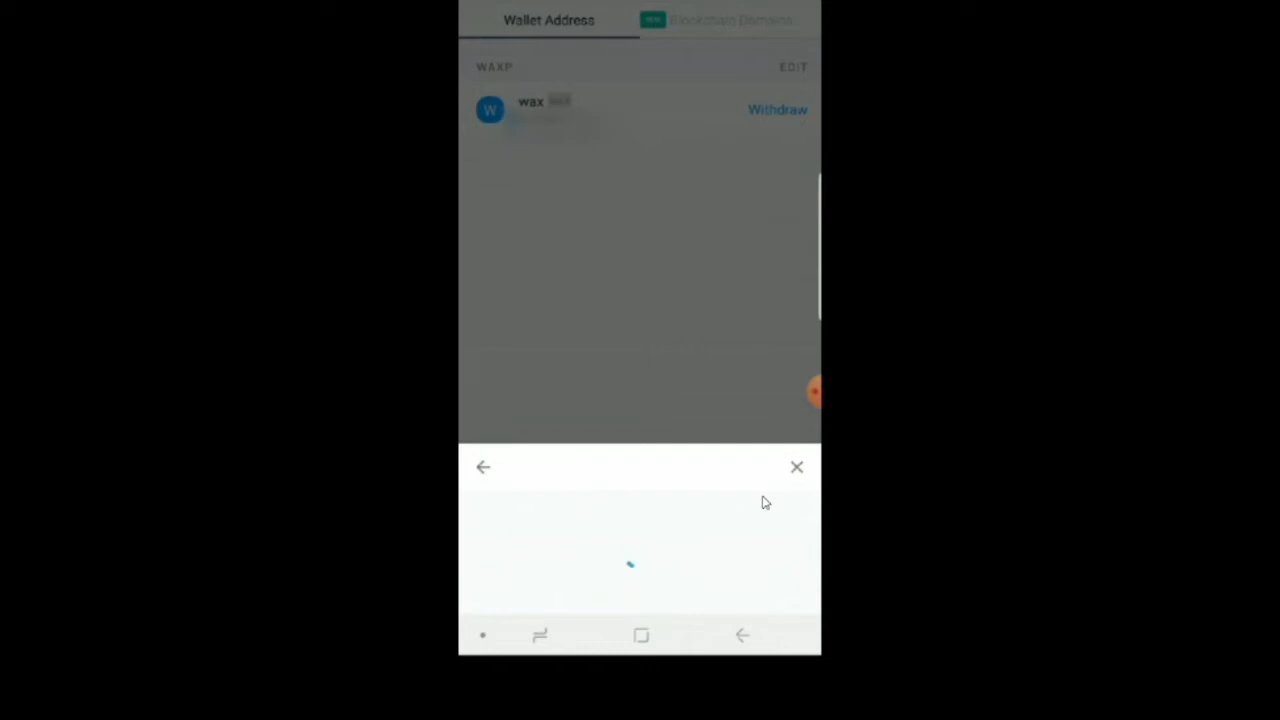 Wallet Address
Blockchain Domains
WAXP
EDIT
W
wax
Withdraw